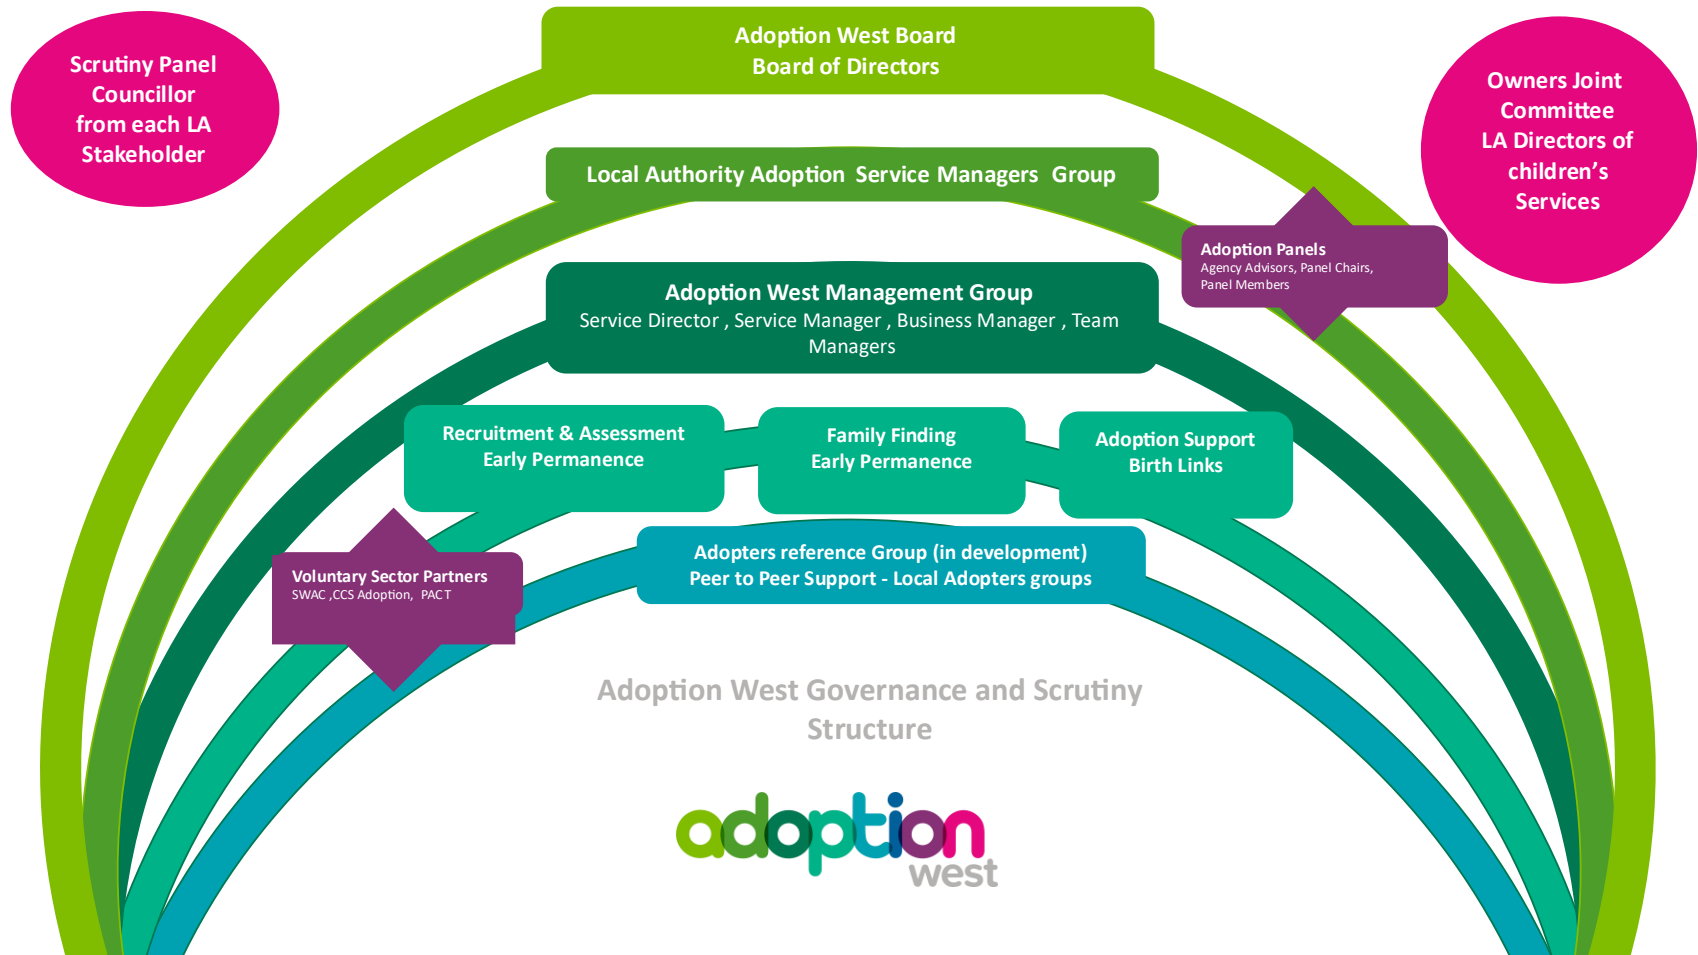 Adoption West Board
Board of Directors
Scrutiny Panel
Councillor
from each LA
Stakeholder
Owners Joint
Committee
LA Directors of
children’s
Services
Local Authority Adoption  Service Managers  Group
Adoption Panels
Agency Advisors, Panel Chairs,
Panel Members
Adoption West Management Group
Service Director , Service Manager , Business Manager , Team
Managers
Recruitment & Assessment
Early Permanence
Family Finding
Early Permanence
Adoption Support
Birth Links
Adopters reference Group (in development)
Peer to Peer Support - Local Adopters groups
Voluntary Sector Partners
SWAC ,CCS Adoption,  PACT
Adoption West Governance and Scrutiny
Structure
adoption
west